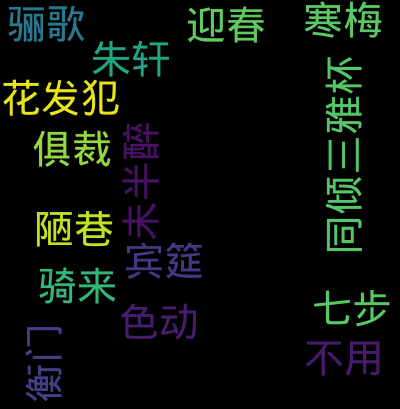 骊歌
迎春
寒梅
朱轩
花发犯
同倾三雅杯
俱裁
未半醉
陋巷
宾筵
骑来
七步
色动
不用
衡门